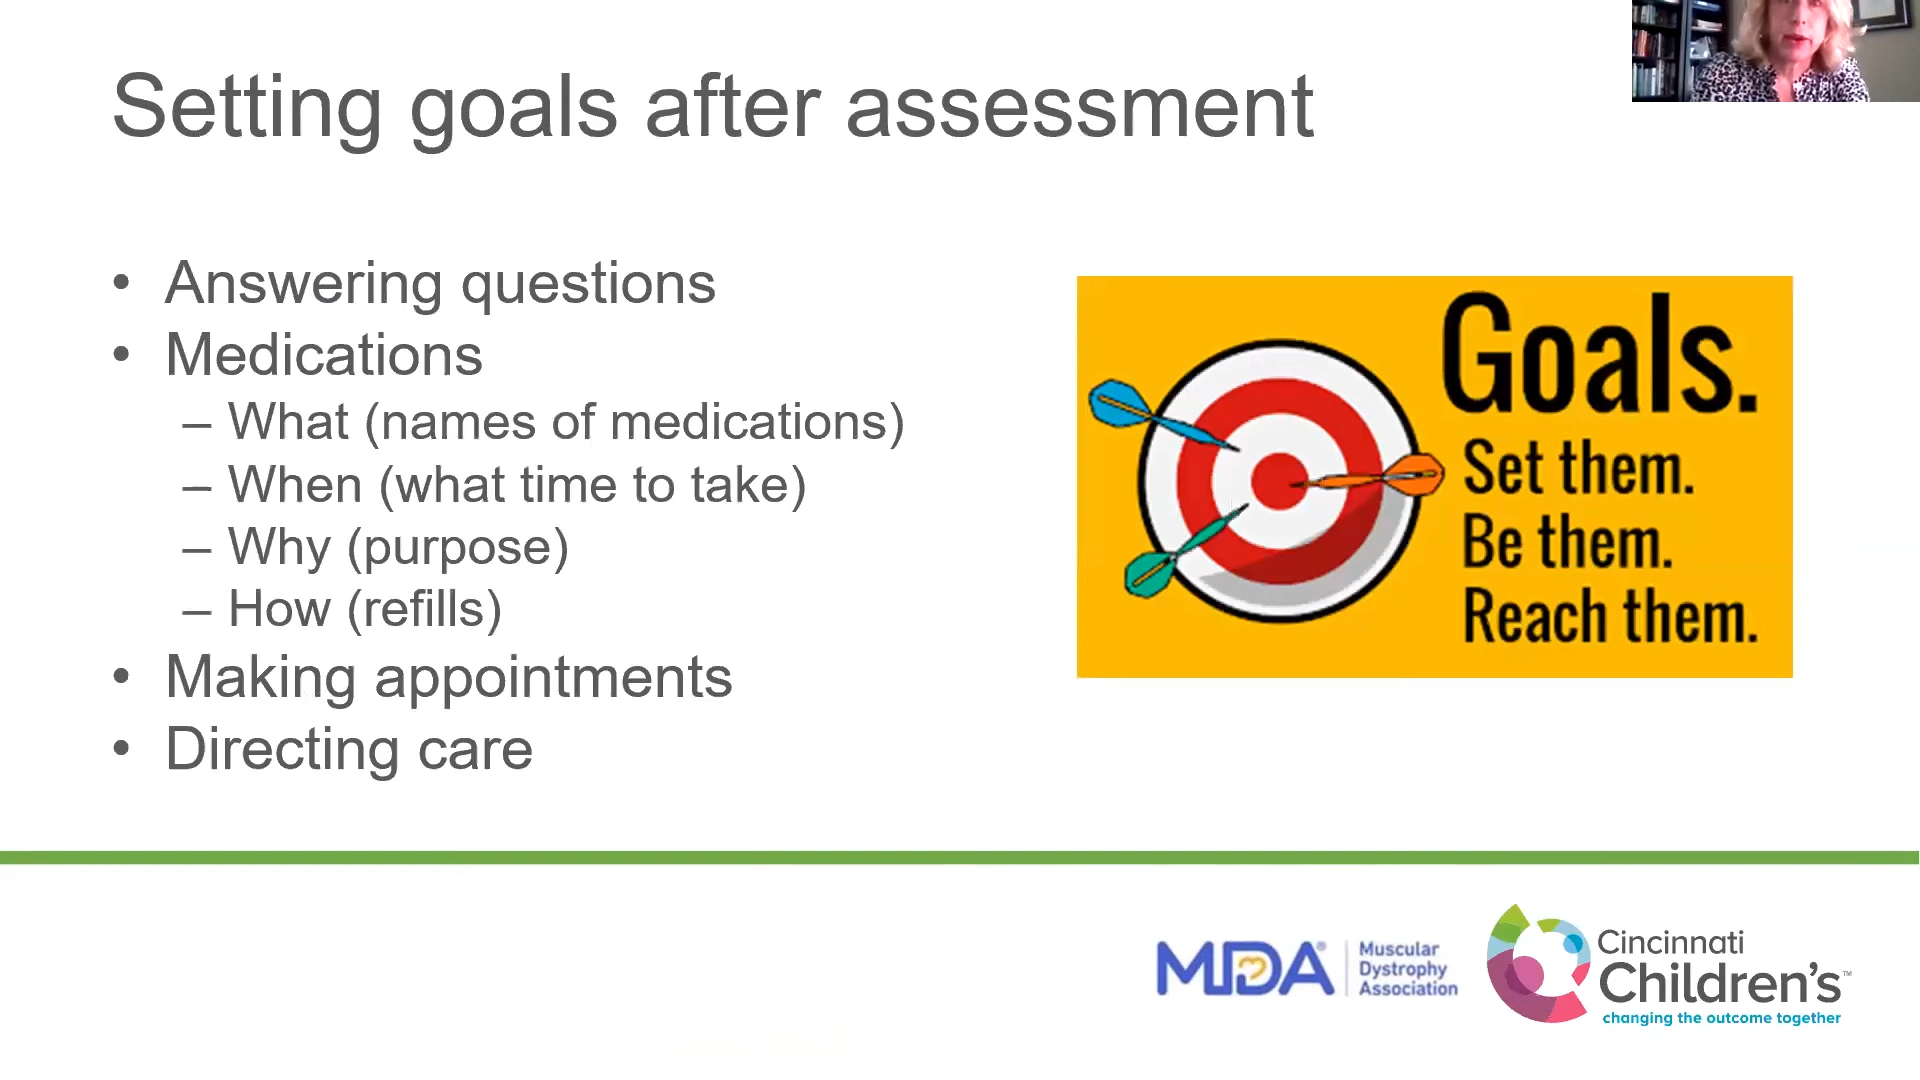 Setting goals after assessment
• Answering questions
• Medications
– What (names of medications)
– When (what time to take)
– Why (purpose)
– How (refills)
• Making appointments
• Directing care
Goals.
Set them.
Be them.
Reach them.
MDA®
Muscular
Dystrophy
Association
Cincinnati
Children's™
changing the outcome together